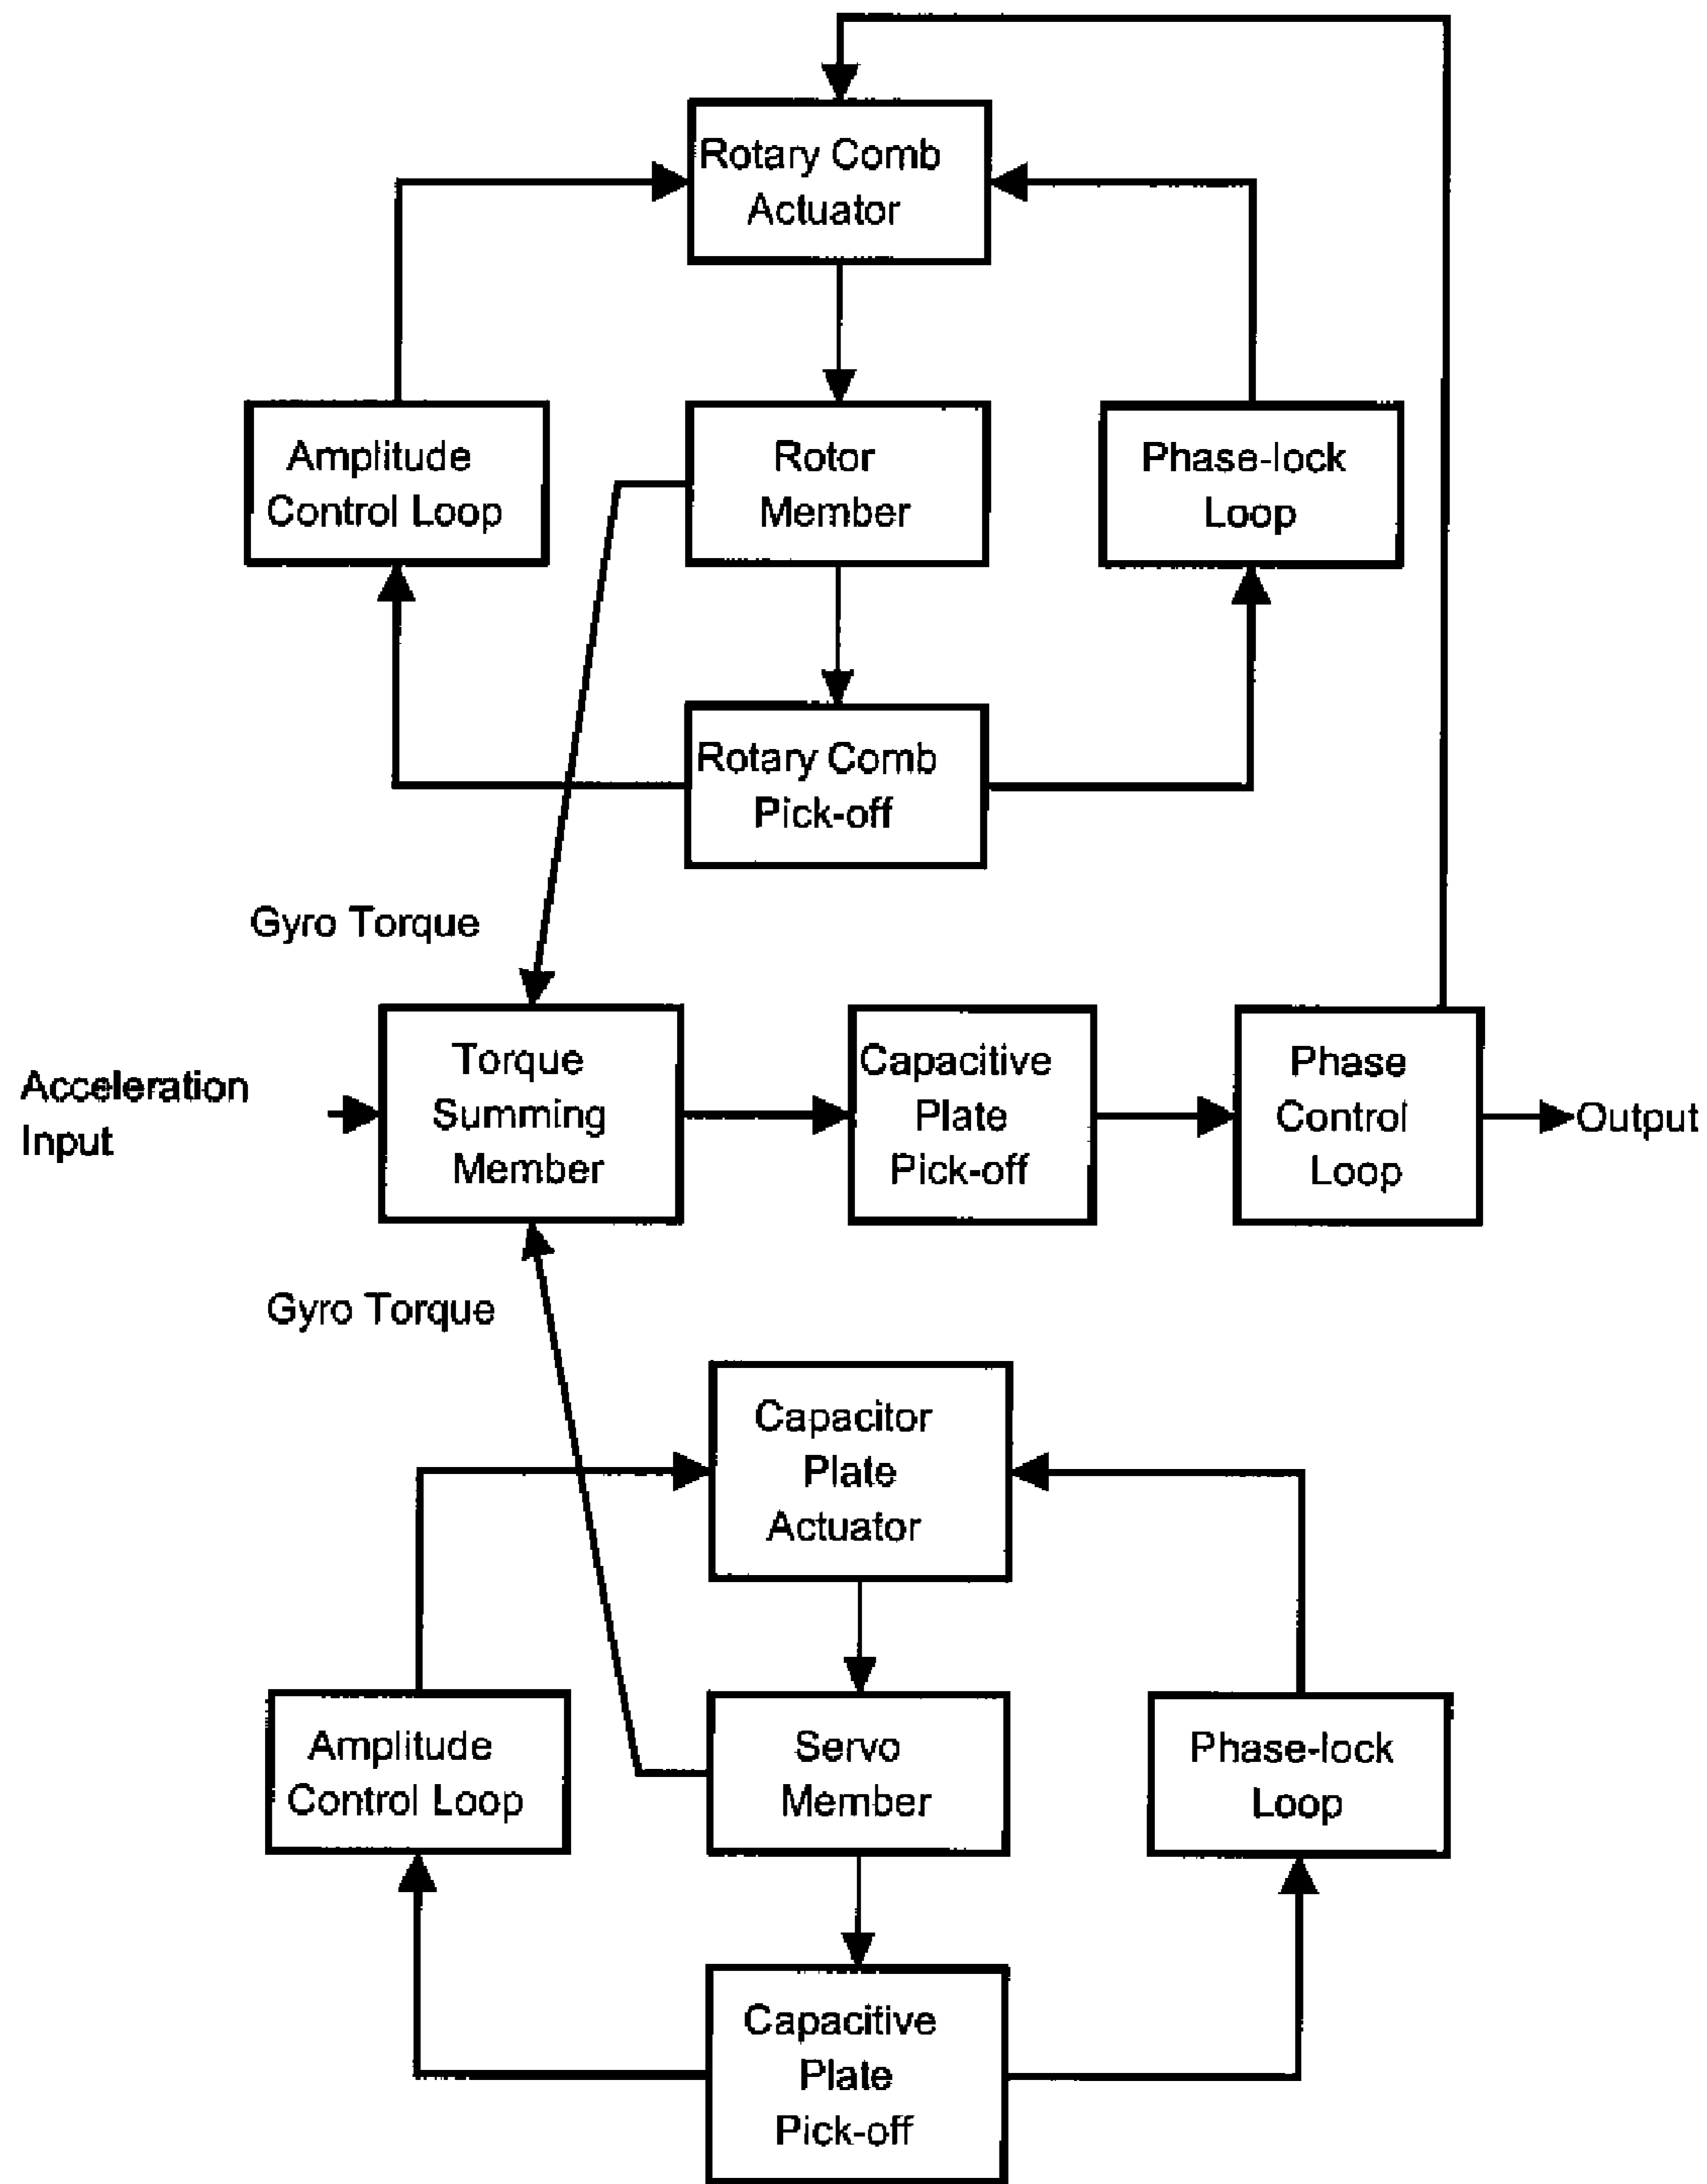 Rotary Comb
Actuator
Amplitude
Control Loop
Rotor
Member
Phase-lock
Loop
Rotary Comb
Pick-off
Gyro Torque
Acceleration
Input
Torque
Summing
Member
Capacitive
Plate
Pick-off
Phase
Control
Loop
Output
Gyro Torque
Capacitor
Plate
Actuator
Amplitude
Control Loop
Servo
Member
Phase-lock
Loop
Capacitive
Plate
Pick-off